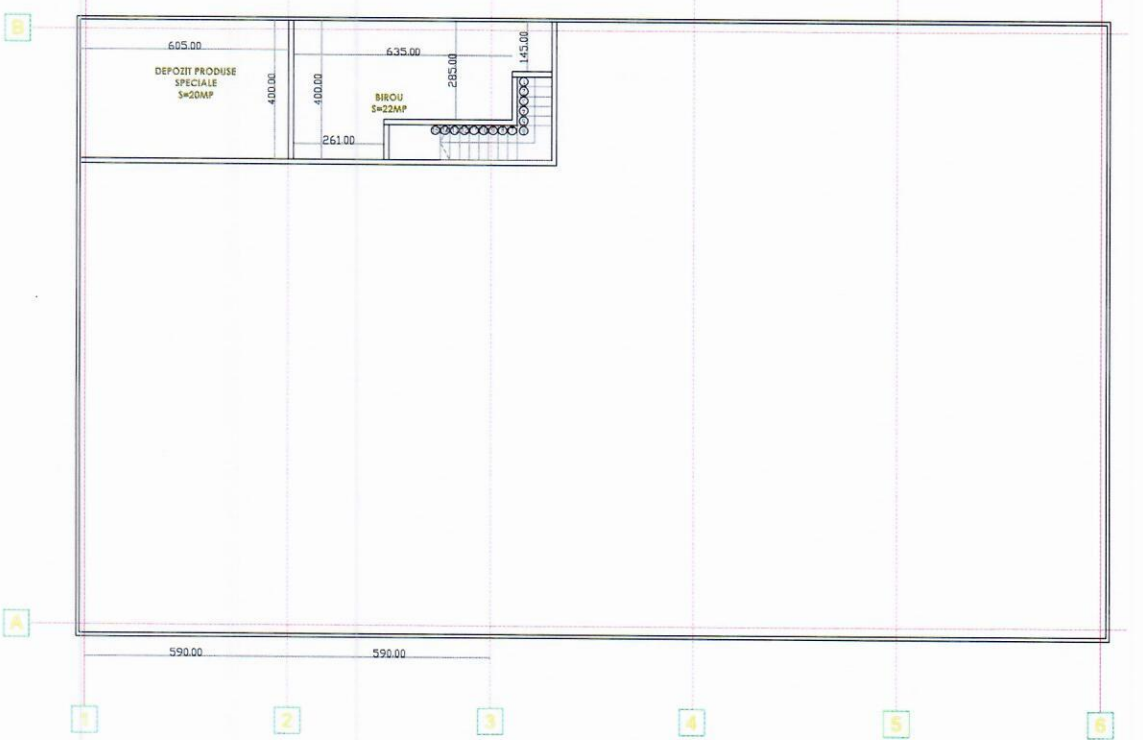 B
605.00
635.00
285.00
145.00
DEPOZIT PRODUSE
SPECIALE
S=20MP
400.00
400.00
BIROU
S=22MP
261.00
A
590.00
590.00
1
2
3
4
5
6